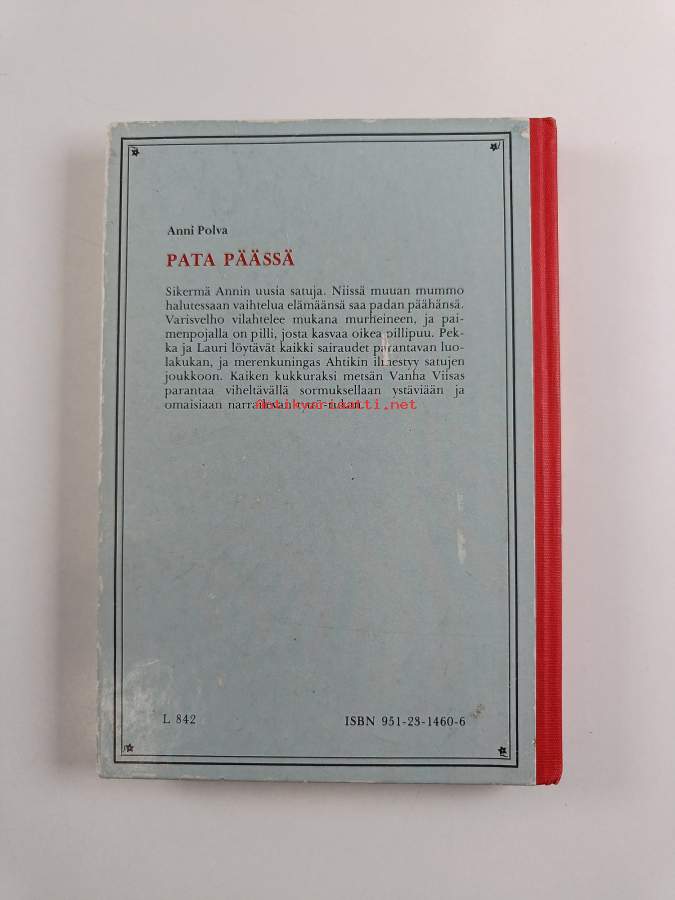 Anni Polva
PATA PÄÄSSÄ
Sikermä Annin uusia satuja. Niissä muuan mummo
halutessaan vaihtelua elämäänsä saa padan päähänsä.
Varisvelho vilahtelee mukana murheineen, ja pai-
menpojalla on pilli, josta kasvaa oikea pillipuu. Pek-
ka ja Lauri löytävät kaikki sairaudet parantavan luo-
lakukan, ja merenkuningas Ahtikin ilmestyy satujen
joukkoon. Kaiken kukkuraksi metsän Vanha Viisas
parantaa viheltävällä sormuksellaan ystäviään ja
omaisiaan narrailevan
antikvariaatti.net
L 842
ISBN 951-23-1460-6